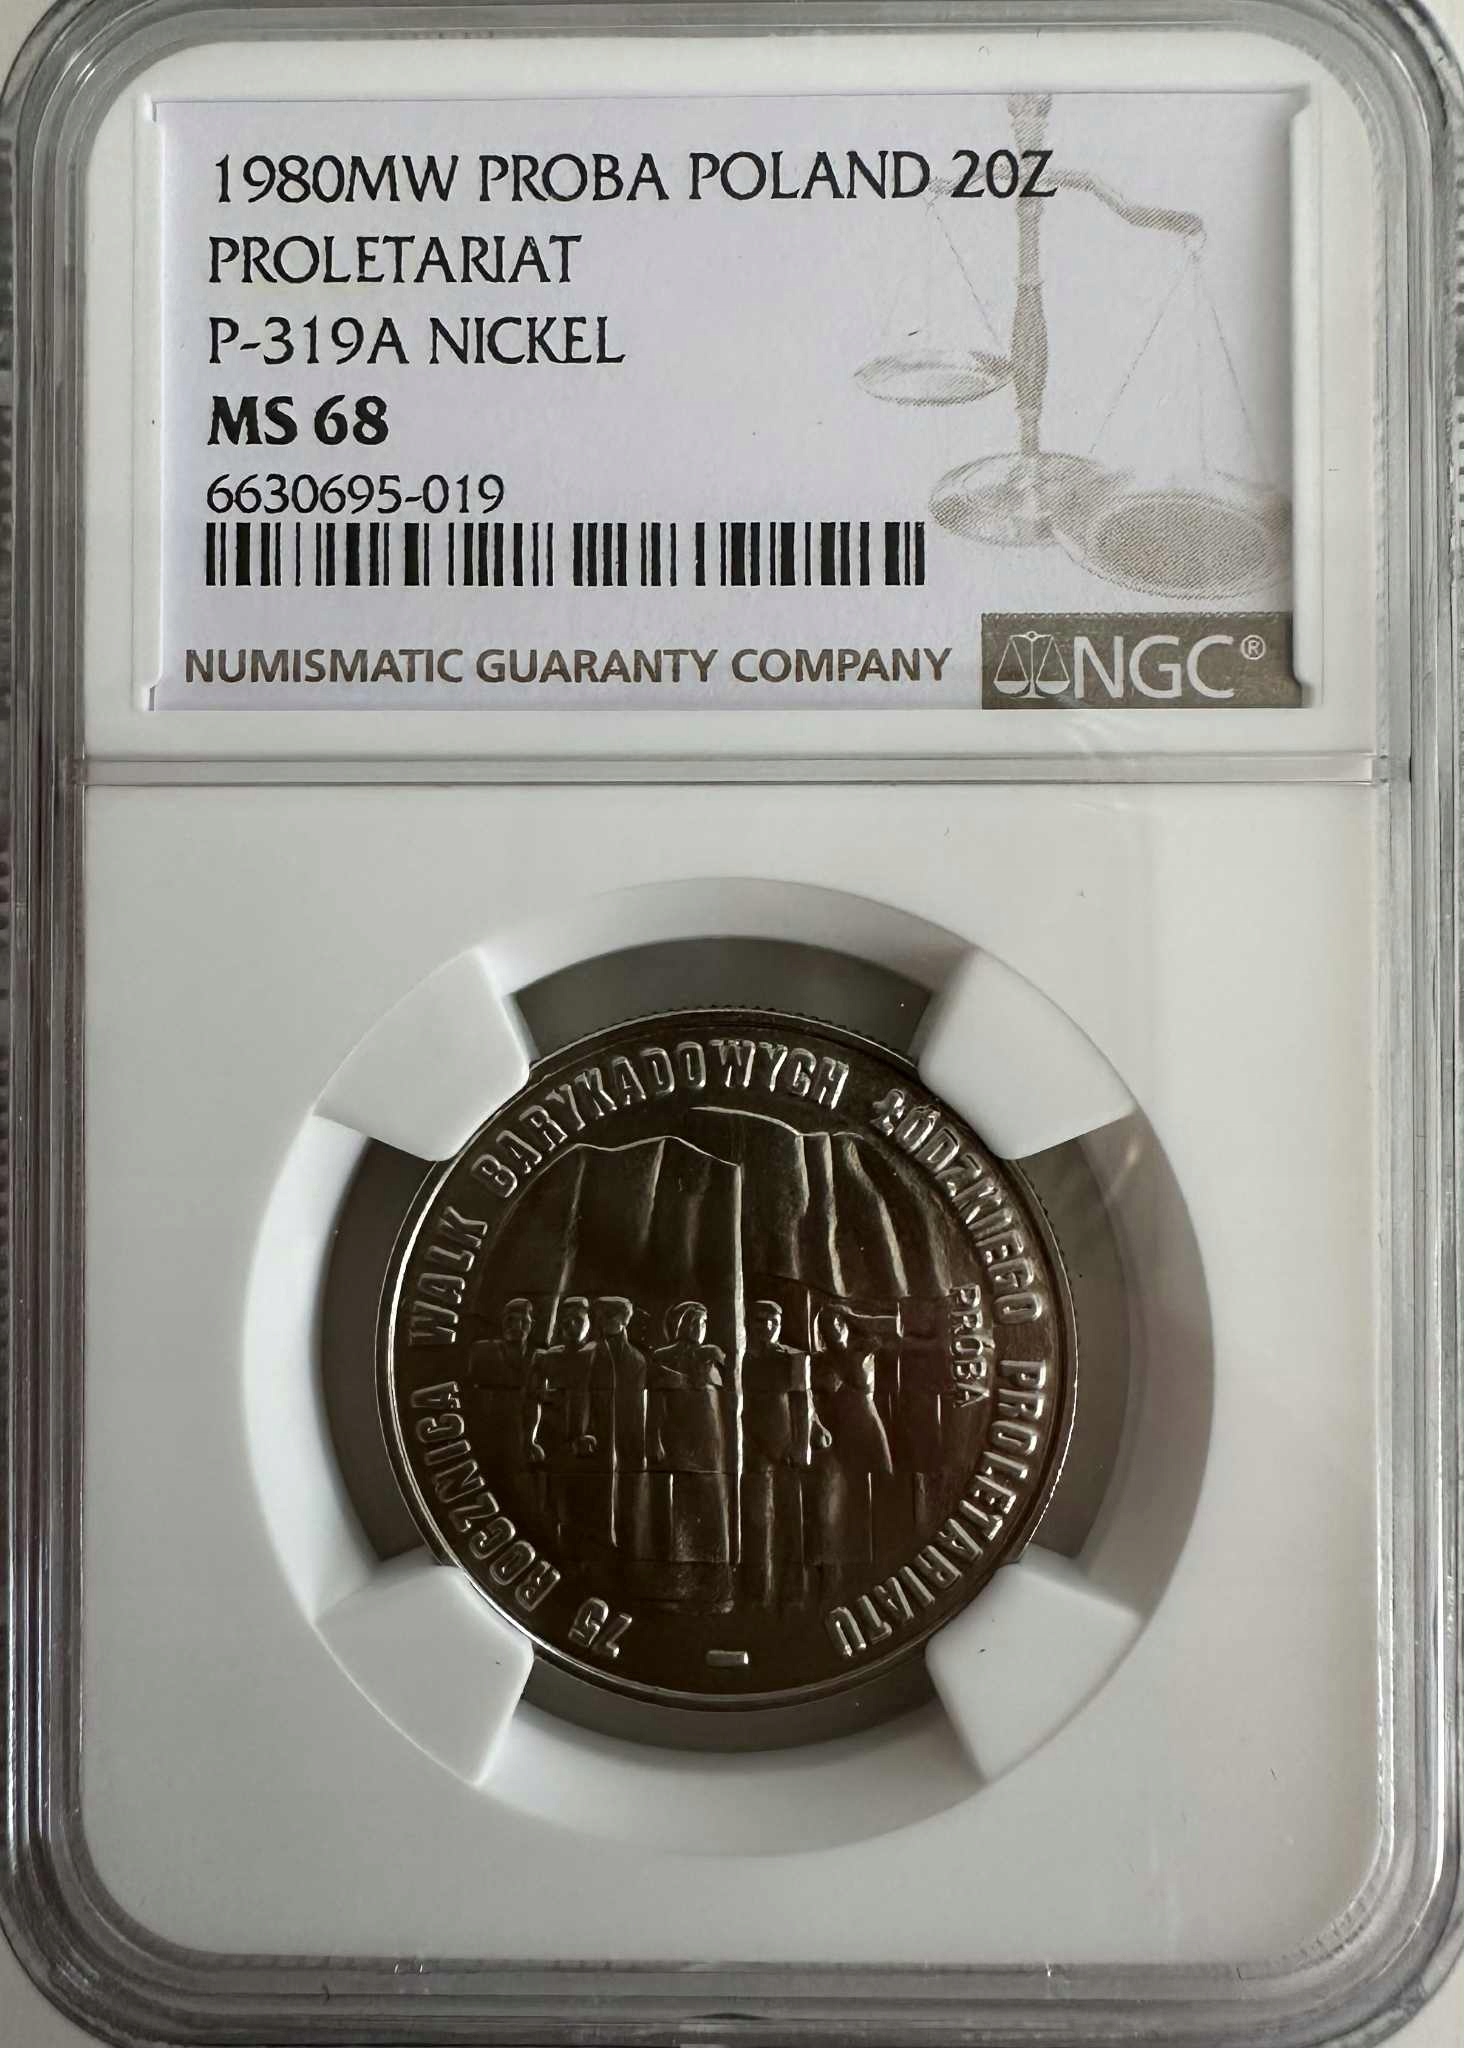 1980MW PROBA POLAND 20Z
PROLETARIAT
P-319A NICKEL
MS 68
6630695-019
NUMISMATIC GUARANTY COMPANY
NGC®
75 ROCZNICA WALK BARYKADOWYCH ŁÓDZKIEGO PROLETARIATU –
PRÓBA